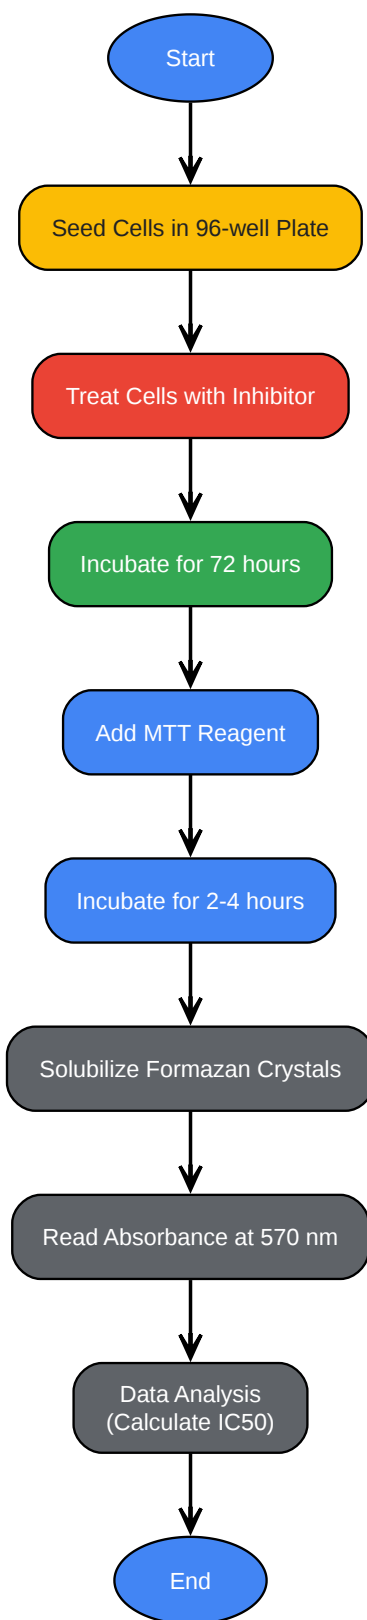 Start
Seed Cells in 96-well Plate
Treat Cells with Inhibitor
Incubate for 72 hours
Add MTT Reagent
Incubate for 2-4 hours
Solubilize Formazan Crystals
Read Absorbance at 570 nm
Data Analysis
(Calculate IC50)
End